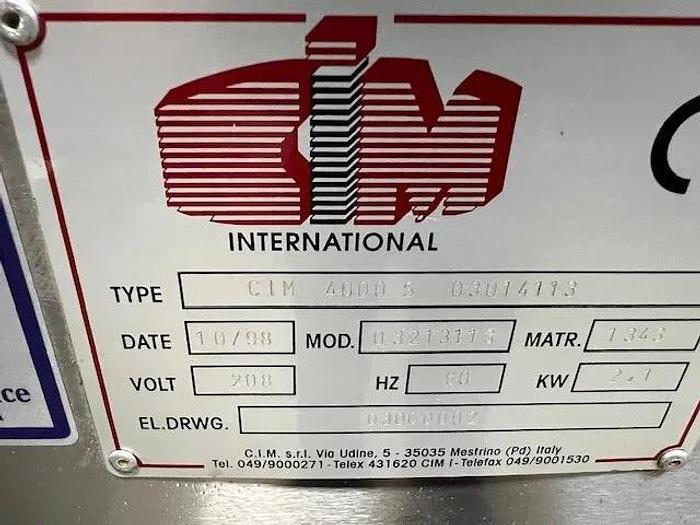 CIM
INTERNATIONAL
TYPE CIM 4000 S 03014113
DATE 10/98 MOD. 03213113 MATR. 1343
VOLT 208 HZ 60 KW 2.1
EL.DRWG. 03060002
C.I.M. s.r.l. Via Udine, 5 - 35035 Mestrino (Pd) Italy
Tel. 049/9000271 - Telex 431620 CIM I - Telefax 049/9001530